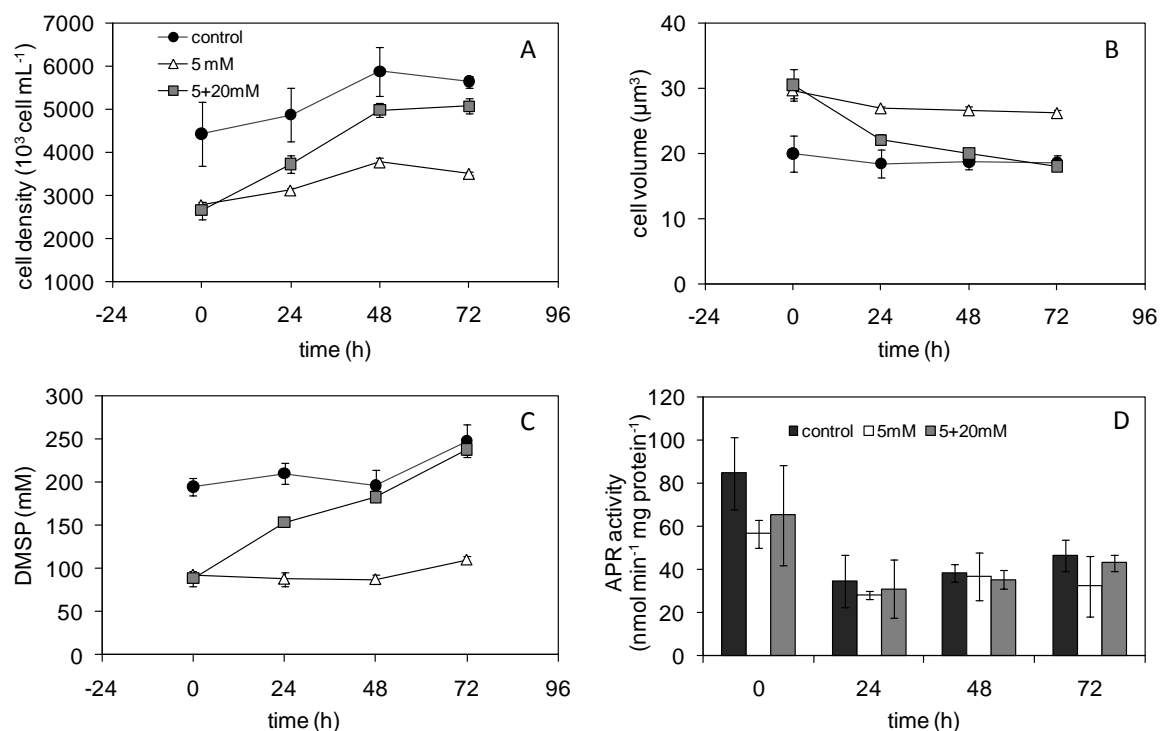 A
control
5 mM
5+20mM
7000
6000
5000
4000
3000
2000
1000
cell density (10³ cell mL⁻¹)
-24 0 24 48 72 96
time (h)
B
40
30
20
10
0
cell volume (µm³)
-24 0 24 48 72 96
time (h)
C
300
250
200
150
100
50
0
DMSP (mM)
-24 0 24 48 72 96
time (h)
D
control 5mM 5+20mM
120
100
80
60
40
20
0
APR activity
(nmol min⁻¹ mg protein⁻¹)
0 24 48 72
time (h)